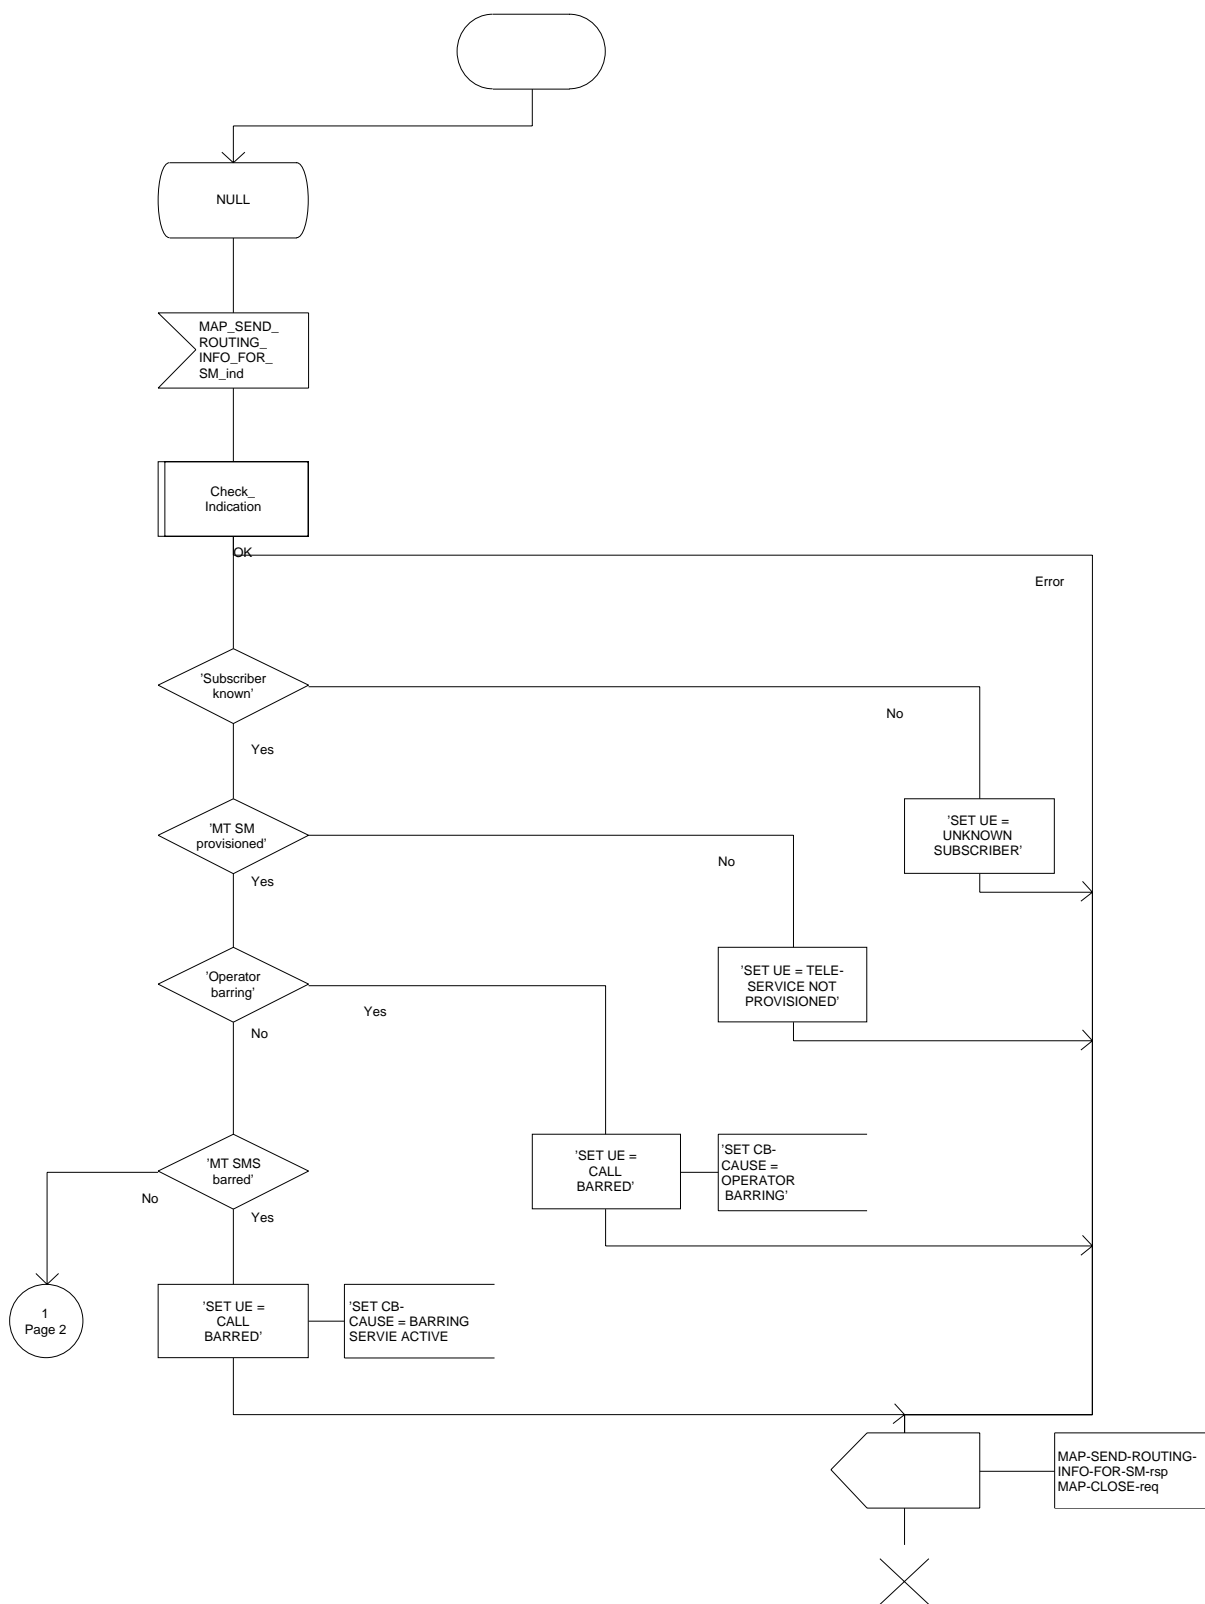 NULL
MAP_SEND_
ROUTING_
INFO_FOR_
SM_ind
Check_
Indication
OK
Error
'Subscriber
known'
No
Yes
'MT SM
provisioned'
'SET UE =
UNKNOWN
SUBSCRIBER'
No
Yes
'Operator
barring'
'SET UE = TELE-
SERVICE NOT
PROVISIONED'
Yes
No
'MT SMS
barred'
'SET UE =
CALL
BARRED'
'SET CB-
CAUSE =
OPERATOR
BARRING'
No
Yes
1
Page 2
'SET UE =
CALL
BARRED'
'SET CB-
CAUSE = BARRING
SERVIE ACTIVE
MAP-SEND-ROUTING-
INFO-FOR-SM-rsp
MAP-CLOSE-req